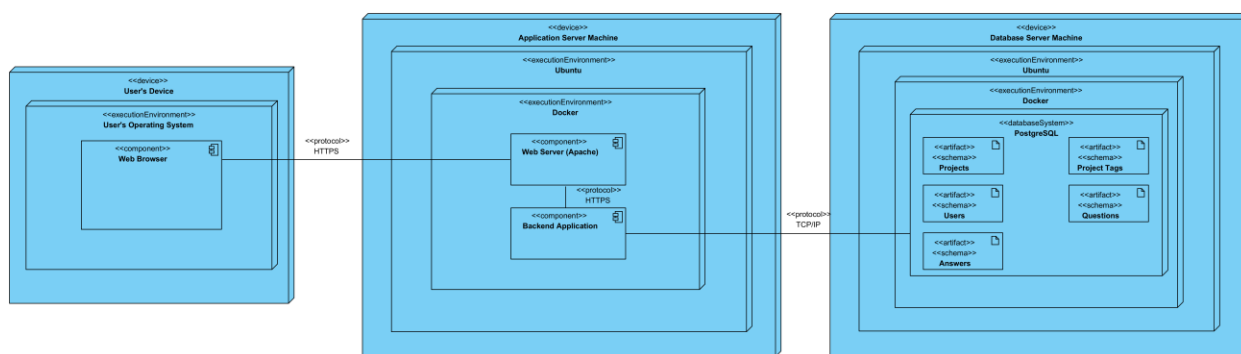 <<device>>
User's Device
<<executionEnvironment>>
User's Operating System
<<component>>
Web Browser
<<protocol>>
HTTPS
<<device>>
Application Server Machine
<<executionEnvironment>>
Ubuntu
<<executionEnvironment>>
Docker
<<component>>
Web Server (Apache)
<<protocol>>
HTTPS
<<component>>
Backend Application
<<protocol>>
TCP/IP
<<device>>
Database Server Machine
<<executionEnvironment>>
Ubuntu
<<executionEnvironment>>
Docker
<<databaseSystem>>
PostgreSQL
<<artifact>>
<<schema>>
Projects
<<artifact>>
<<schema>>
Project Tags
<<artifact>>
<<schema>>
Users
<<artifact>>
<<schema>>
Questions
<<artifact>>
<<schema>>
Answers